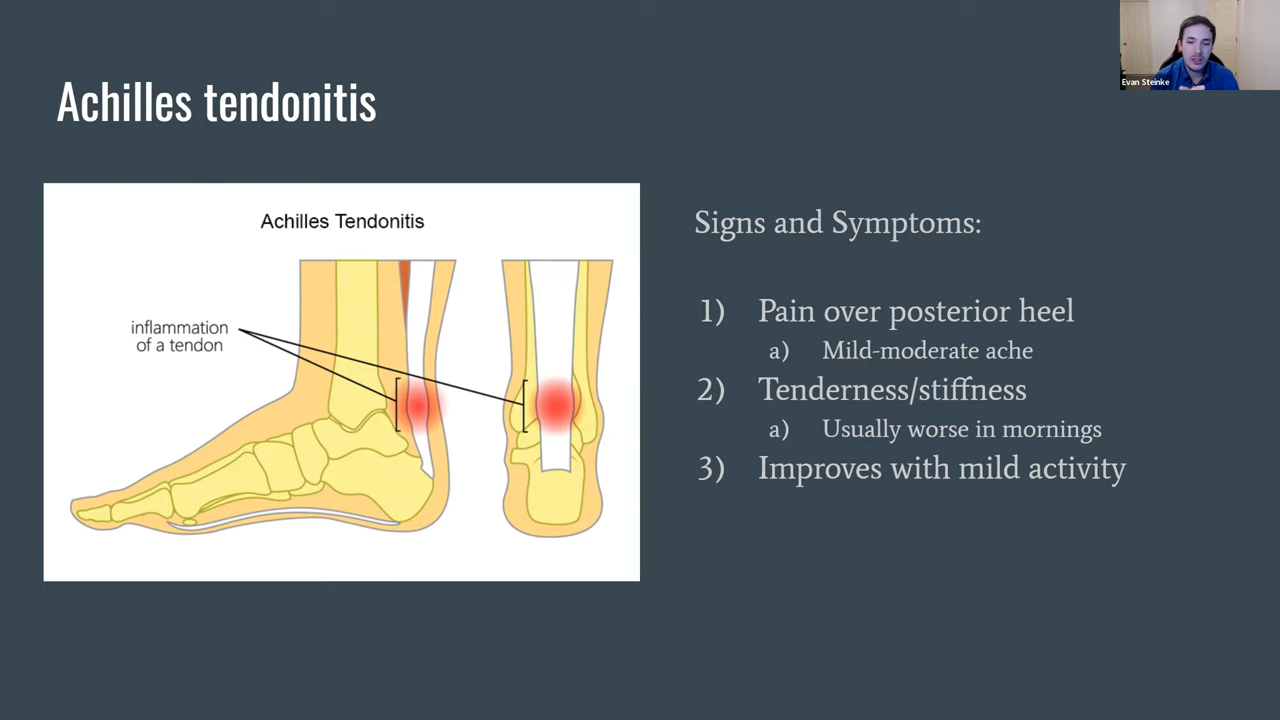 Evan Steinke
Achilles tendonitis
Achilles Tendonitis
inflammation
of a tendon
Signs and Symptoms:
1) Pain over posterior heel
a) Mild-moderate ache
2) Tenderness/stiffness
a) Usually worse in mornings
3) Improves with mild activity